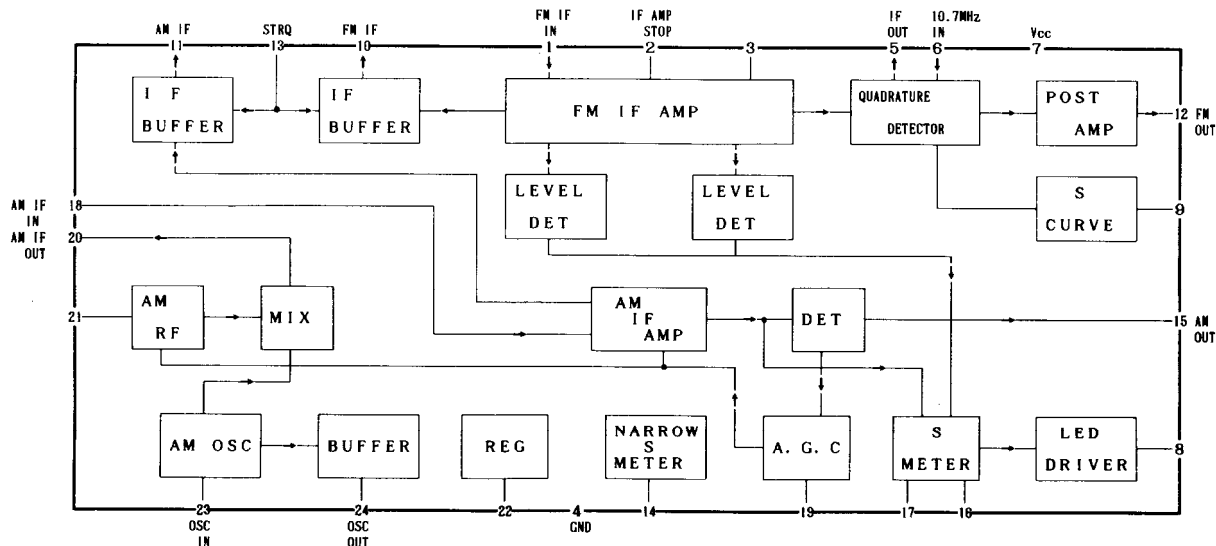 AM IF
STRQ
FM IF
FM IF
IN
IF AMP
STOP
IF
OUT
10.7MHz
IN
Vcc
11
13
10
1
2
3
5
6
7
IF
BUFFER
IF
BUFFER
FM IF AMP
QUADRATURE
DETECTOR
POST
AMP
12 FM
OUT
LEVEL
DET
LEVEL
DET
S
CURVE
9
AM IF 18
IN
AM IF 20
OUT
21
AM
RF
MIX
AM
IF
AMP
DET
15 AM
OUT
AM OSC
BUFFER
REG
NARROW
S
METER
A.G.C
S
METER
LED
DRIVER
8
23
OSC
IN
24
OSC
OUT
22
4
GND
14
19
17
18